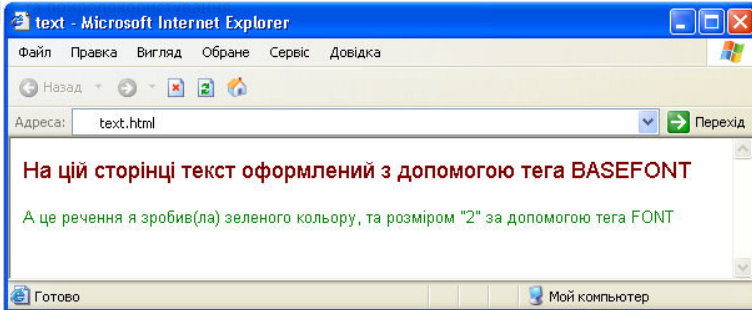 text - Microsoft Internet Explorer
Файл Правка Вигляд Обране Сервіс Довідка
Назад
Адреса: text.html Перехід
На цій сторінці текст оформлений з допомогою тега BASEFONT
А це речення я зробив(ла) зеленого кольору, та розміром "2" за допомогою тега FONT
Готово Мой компьютер